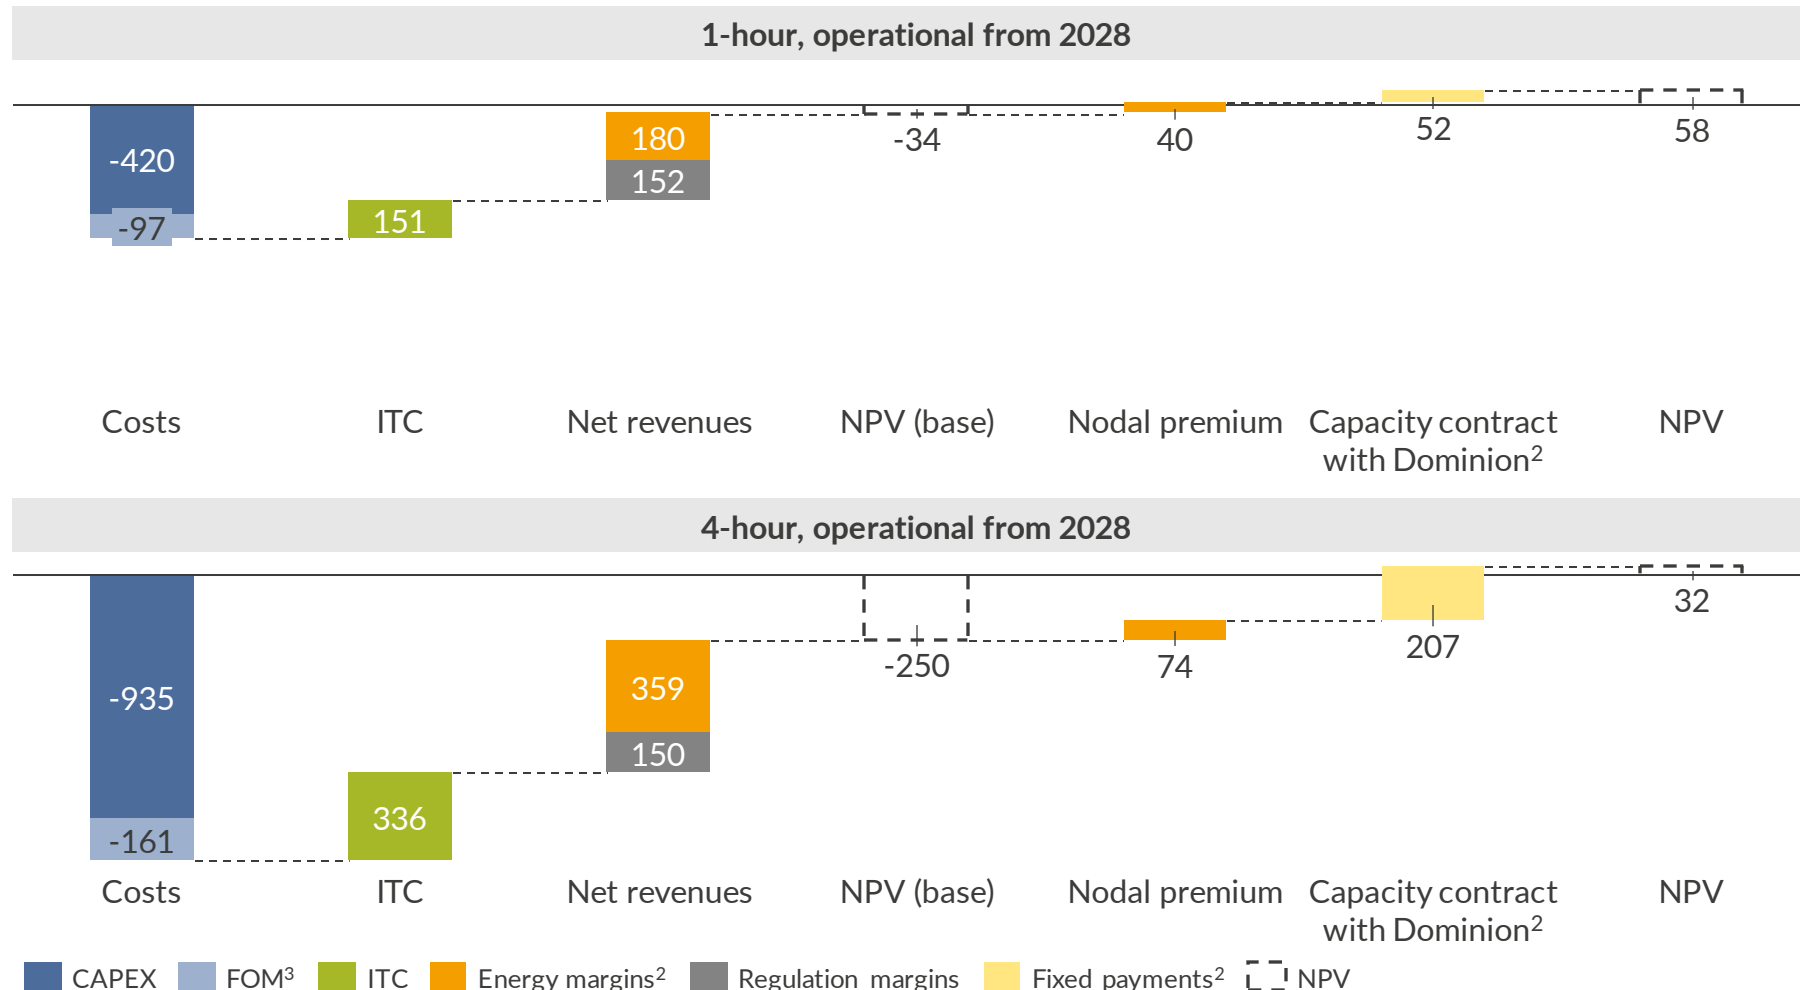 1-hour, operational from 2028
-420
-97
151
180
152
-34
40
52
58
Costs
ITC
Net revenues
NPV (base)
Nodal premium
Capacity contract
with Dominion²
NPV
4-hour, operational from 2028
-935
-161
336
359
150
-250
74
207
32
Costs
ITC
Net revenues
NPV (base)
Nodal premium
Capacity contract
with Dominion²
NPV
CAPEX
FOM³
ITC
Energy margins²
Regulation margins
Fixed payments²
NPV